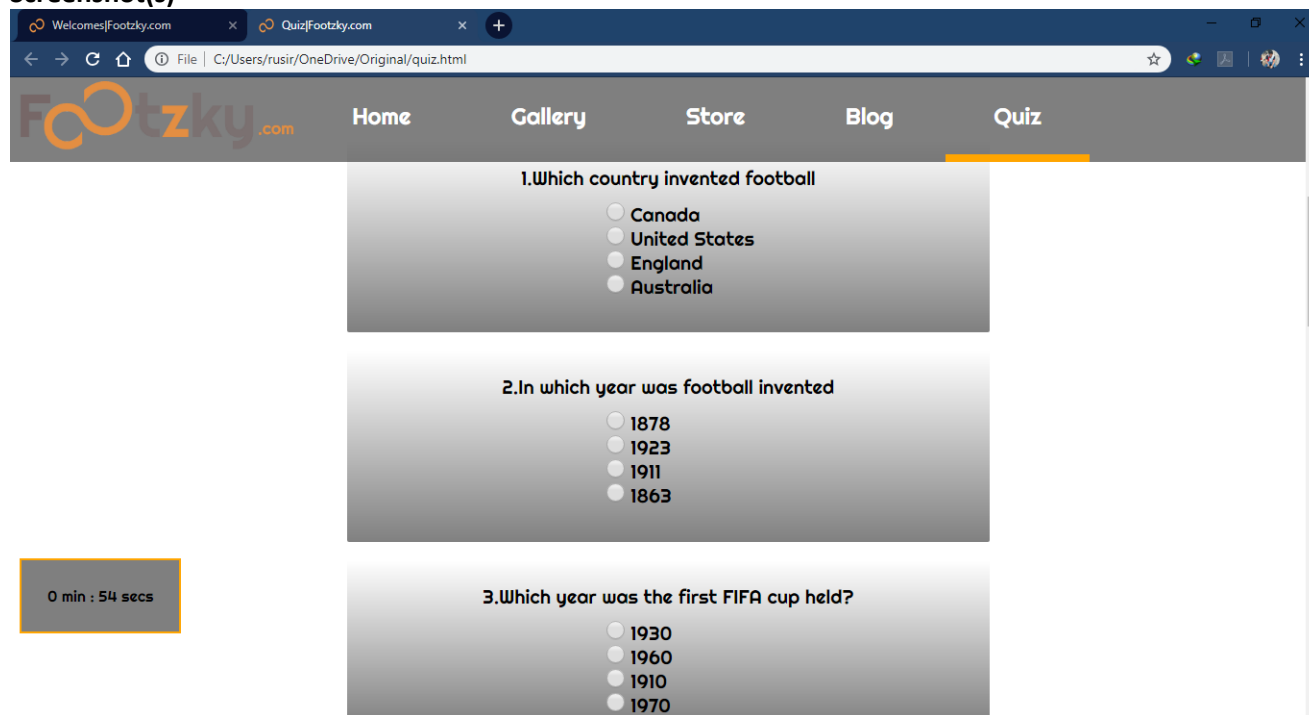 Screenshot(s)
Welcomes|Footzky.com
Quiz|Footzky.com
File | C:/Users/rusir/OneDrive/Original/quiz.html
Footzky.com
Home Gallery Store Blog Quiz
1.Which country invented football
Canada
United States
England
Australia
2.In which year was football invented
1878
1923
1911
1863
0 min : 54 secs
3.Which year was the first FIFA cup held?
1930
1960
1910
1970